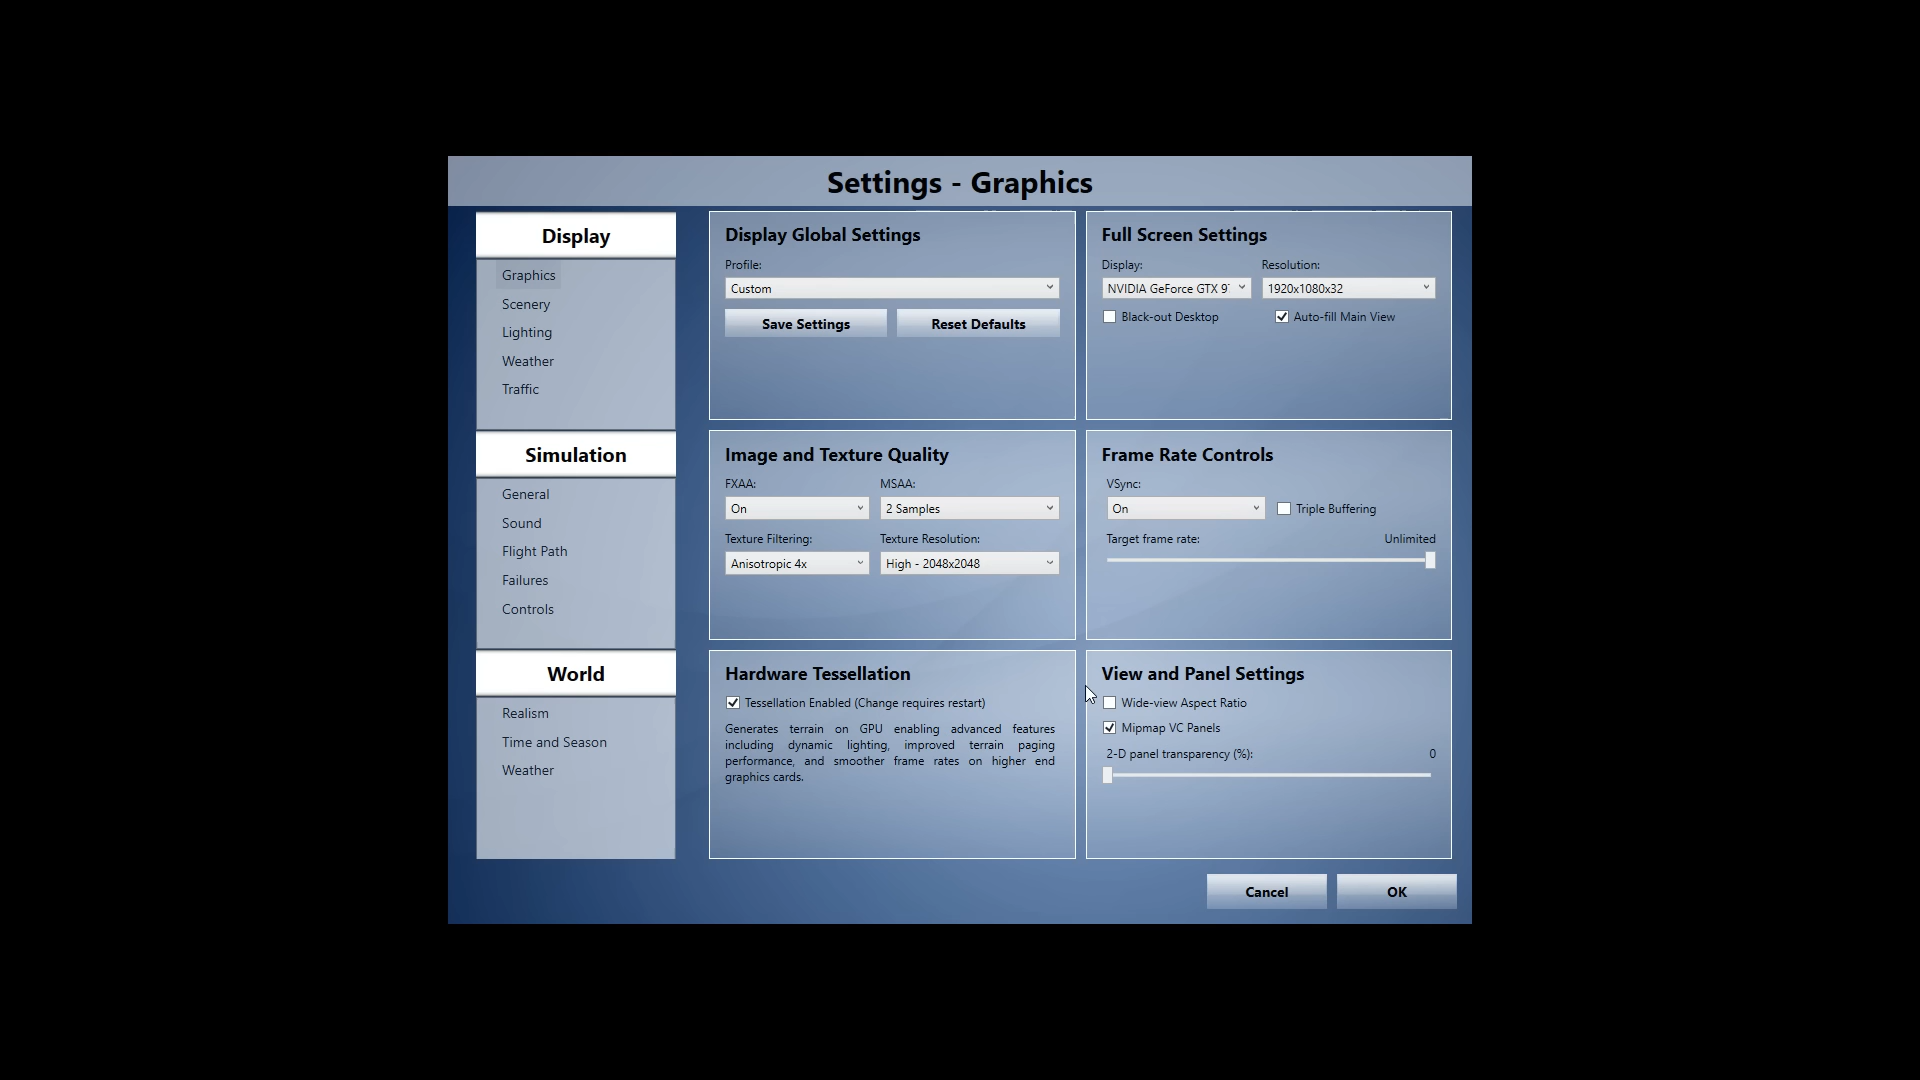 Settings - Graphics
Display
Graphics
Scenery
Lighting
Weather
Traffic
Simulation
General
Sound
Flight Path
Failures
Controls
World
Realism
Time and Season
Weather
Display Global Settings
Profile:
Custom
Save Settings Reset Defaults
Full Screen Settings
Display: Resolution:
NVIDIA GeForce GTX 1920x1080x32
Black-out Desktop Auto-fill Main View
Image and Texture Quality
FXAA: MSAA:
On 2 Samples
Texture Filtering: Texture Resolution:
Anisotropic 4x High - 2048x2048
Frame Rate Controls
VSync:
On Triple Buffering
Target frame rate: Unlimited
Hardware Tessellation
Tessellation Enabled (Change requires restart)
Generates terrain on GPU enabling advanced features
including dynamic lighting, improved terrain paging
performance, and smoother frame rates on higher end
graphics cards.
View and Panel Settings
Wide-view Aspect Ratio
Mipmap VC Panels
2-D panel transparency (%): 0
Cancel OK